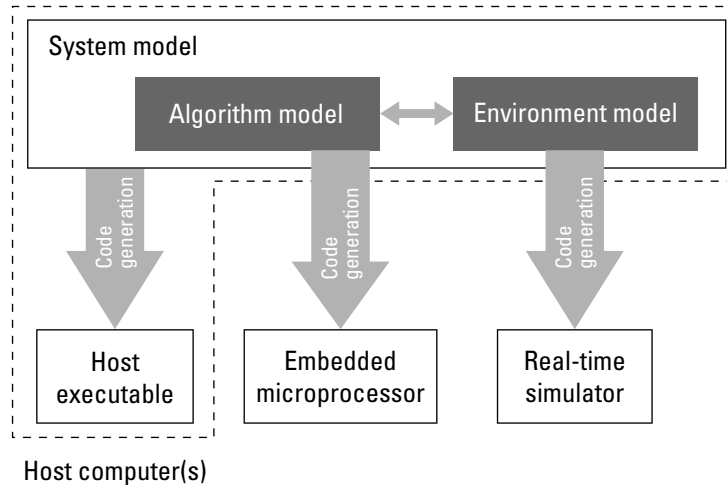 System model
Algorithm model
Environment model
Code
generation
Code
generation
Code
generation
Host
executable
Embedded
microprocessor
Real-time
simulator
Host computer(s)